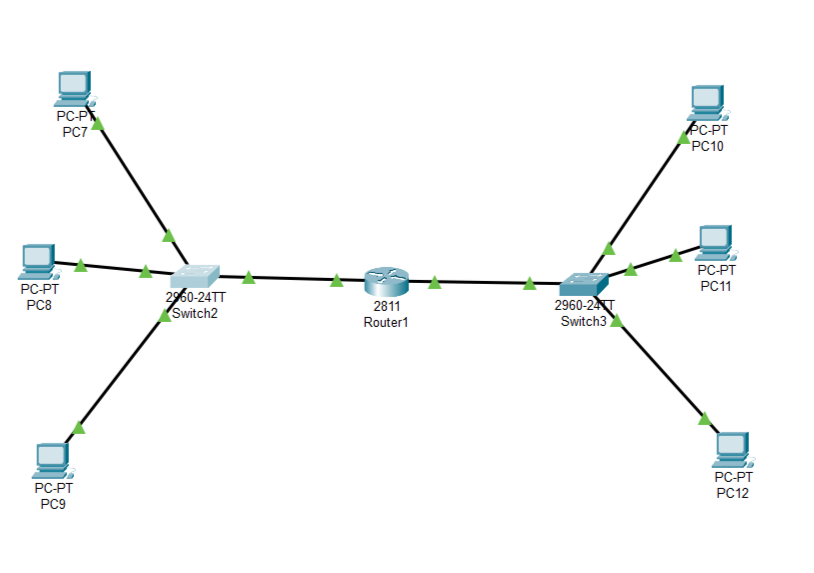 PC-PT
PC7
PC-PT
PC10
PC-PT
PC8
PC-PT
PC11
2960-24TT
Switch2
2811
Router1
2960-24TT
Switch3
PC-PT
PC9
PC-PT
PC12